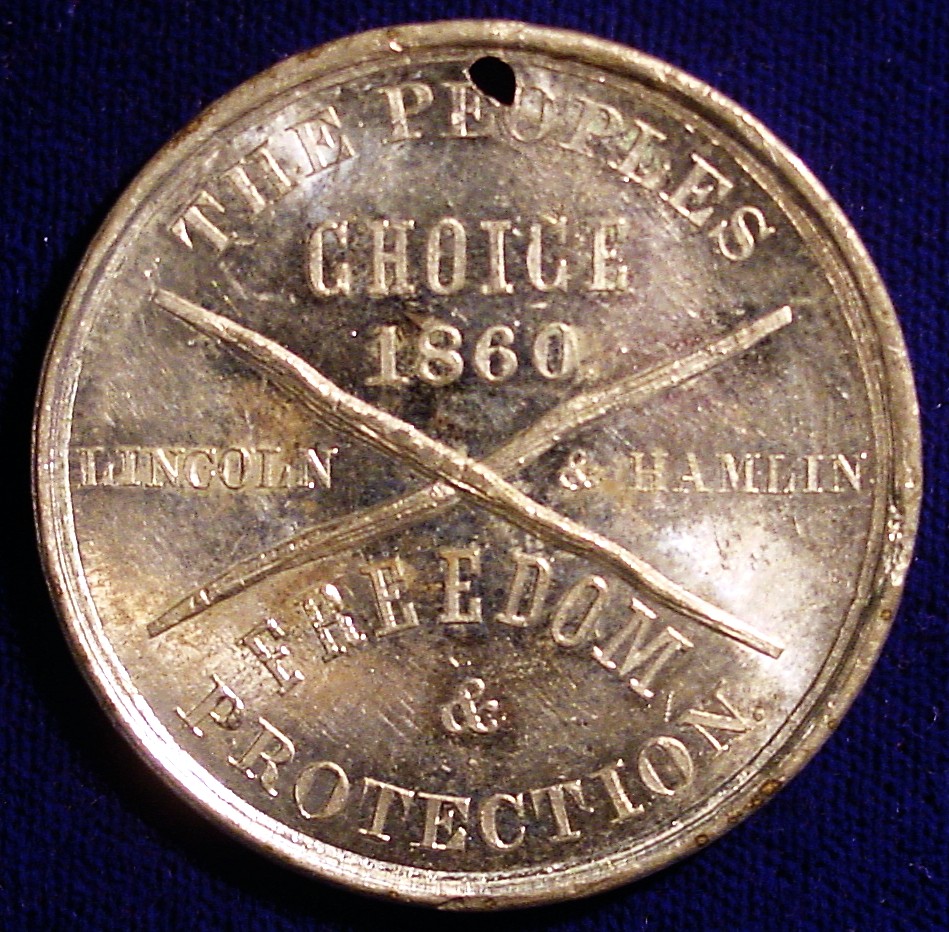 THE PEOPLES
CHOICE
1860.
LINCOLN & HAMLIN
FREEDOM
&
PROTECTION.